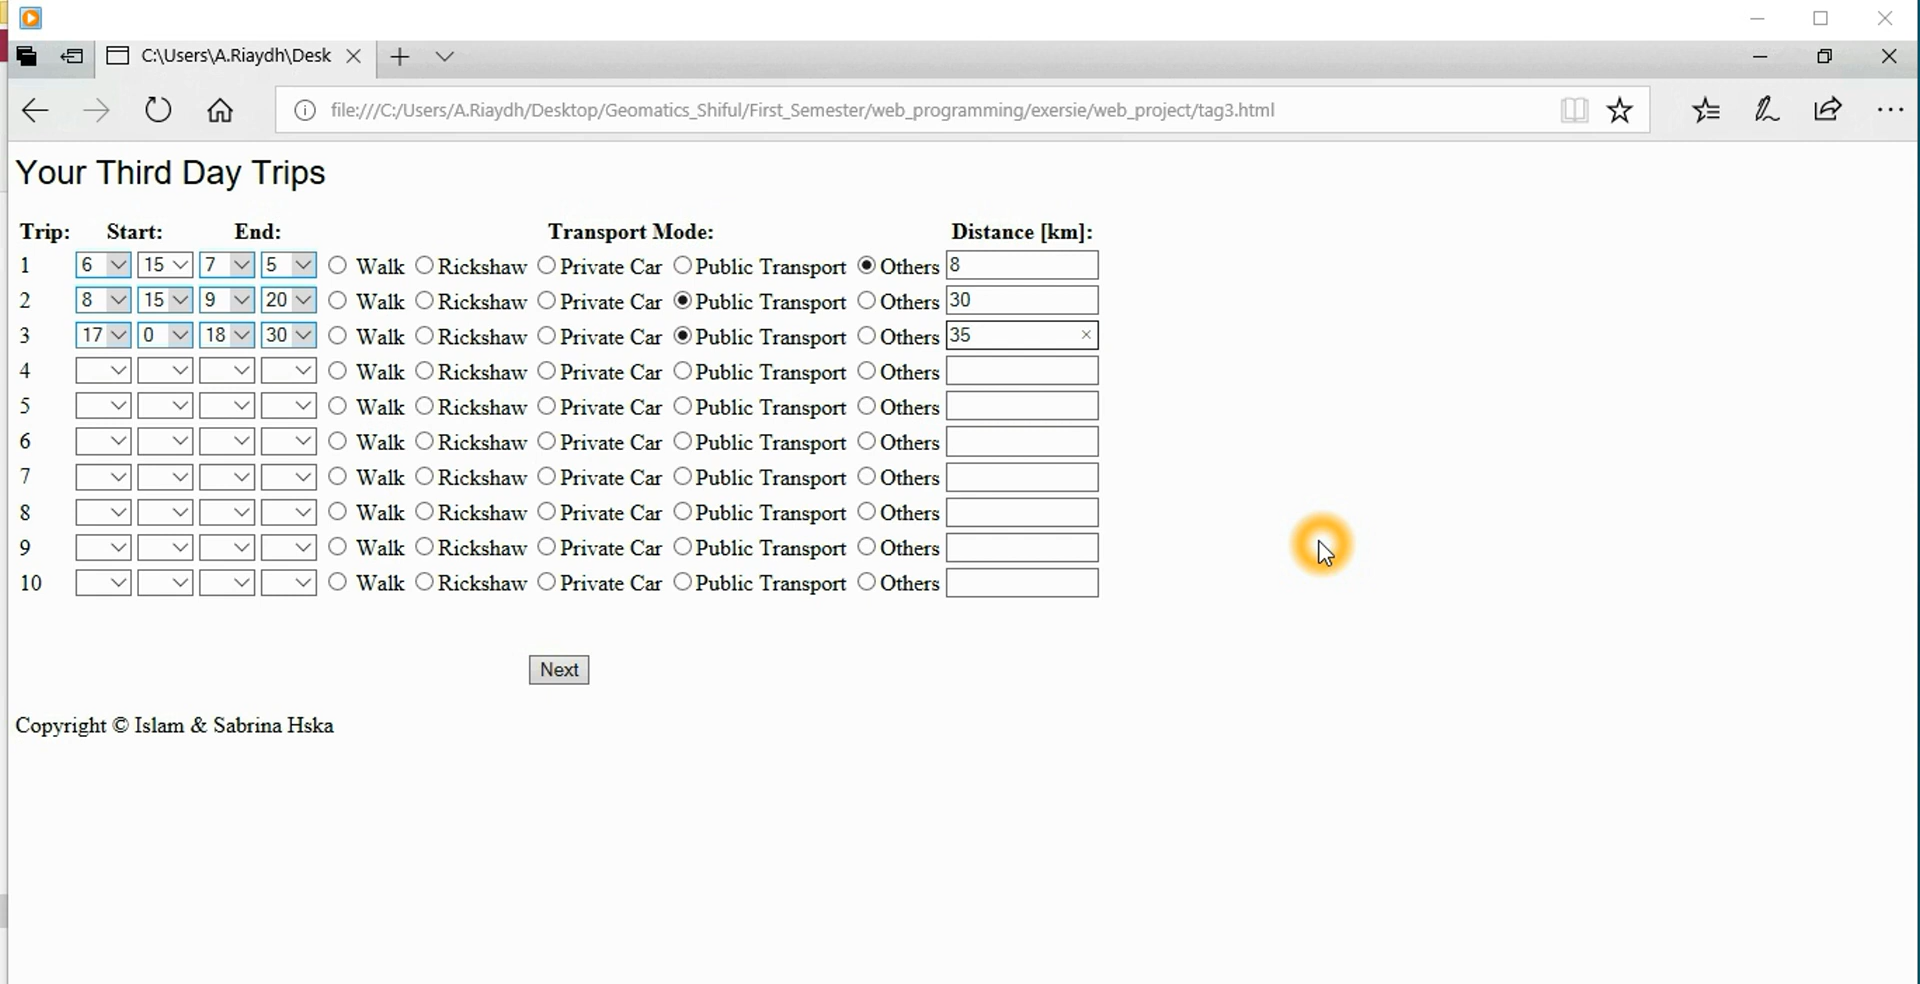 C:\Users\A.Riaydh\Desk
file:///C:/Users/A.Riaydh/Desktop/Geomatics_Shiful/First_Semester/web_programming/exersie/web_project/tag3.html
Your Third Day Trips
Trip: Start: End: Transport Mode: Distance [km]:
1 6 15 7 5 Walk Rickshaw Private Car Public Transport Others 8
2 8 15 9 20 Walk Rickshaw Private Car Public Transport Others 30
3 17 0 18 30 Walk Rickshaw Private Car Public Transport Others 35
4 Walk Rickshaw Private Car Public Transport Others
5 Walk Rickshaw Private Car Public Transport Others
6 Walk Rickshaw Private Car Public Transport Others
7 Walk Rickshaw Private Car Public Transport Others
8 Walk Rickshaw Private Car Public Transport Others
9 Walk Rickshaw Private Car Public Transport Others
10 Walk Rickshaw Private Car Public Transport Others
Next
Copyright © Islam & Sabrina Hska